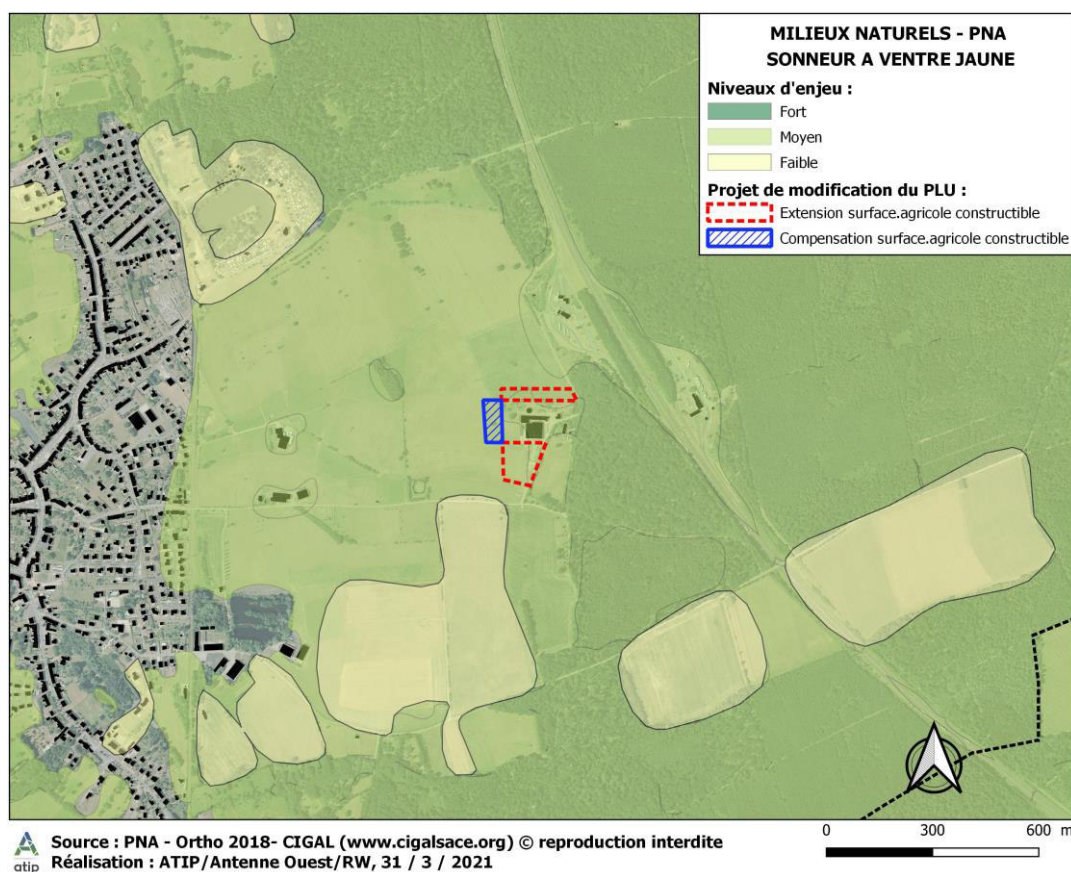 MILIEUX NATURELS - PNA
SONNEUR A VENTRE JAUNE
Niveaux d'enjeu :
Fort
Moyen
Faible
Projet de modification du PLU :
Extension surface.agricole constructible
Compensation surface.agricole constructible
atip
Source : PNA - Ortho 2018- CIGAL (www.cigalsace.org) © reproduction interdite
Réalisation : ATIP/Antenne Ouest/RW, 31 / 3 / 2021
0 300 600 m